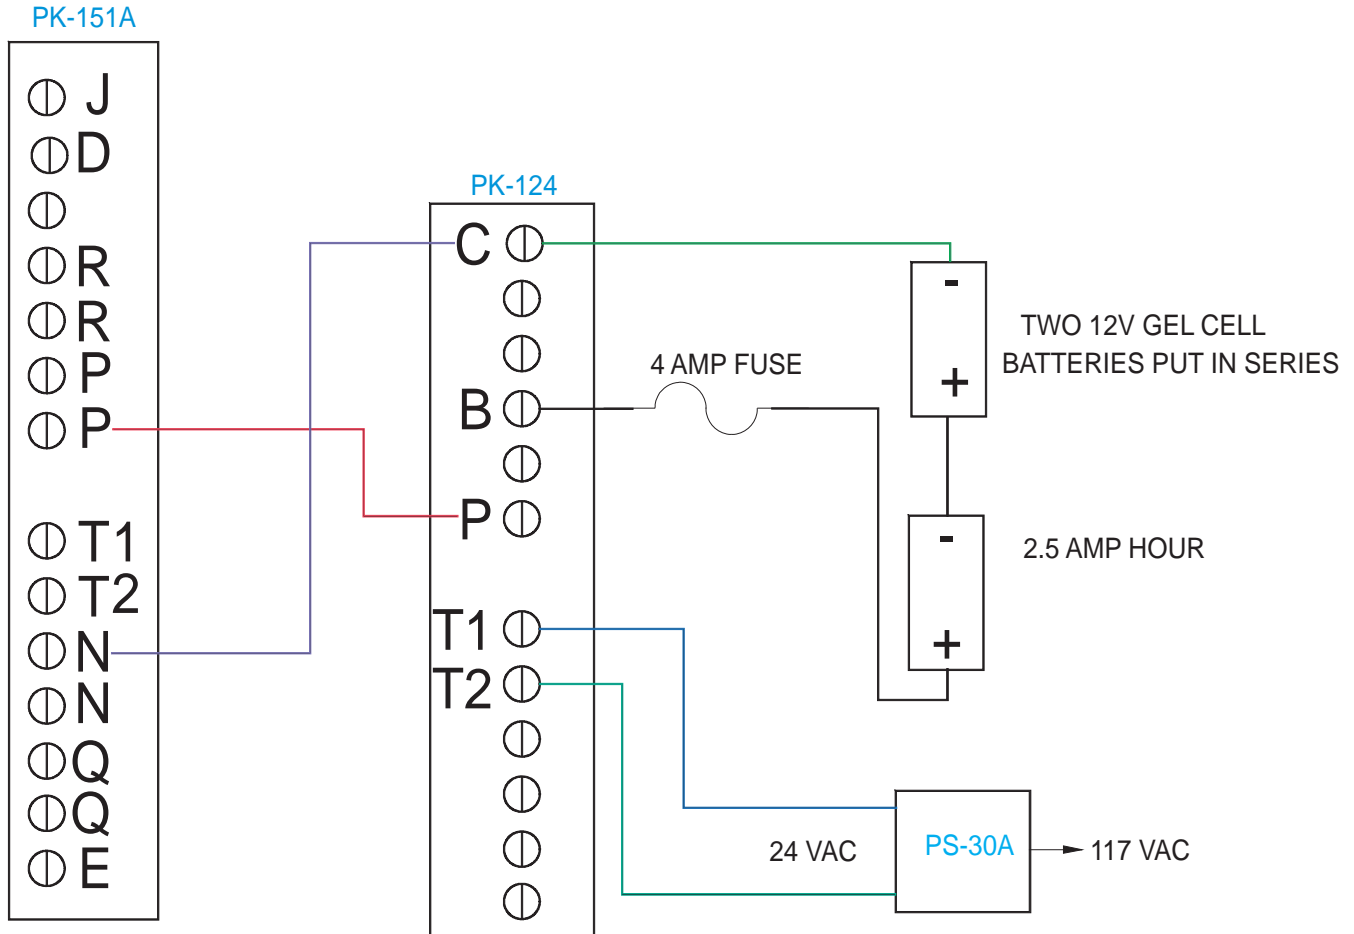 PK-151A
J
D
R
R
P
P
T1
T2
N
N
Q
Q
E
PK-124
C
B
P
T1
T2
4 AMP FUSE
-
+
TWO 12V GEL CELL
BATTERIES PUT IN SERIES
-
+
2.5 AMP HOUR
24 VAC
PS-30A
117 VAC